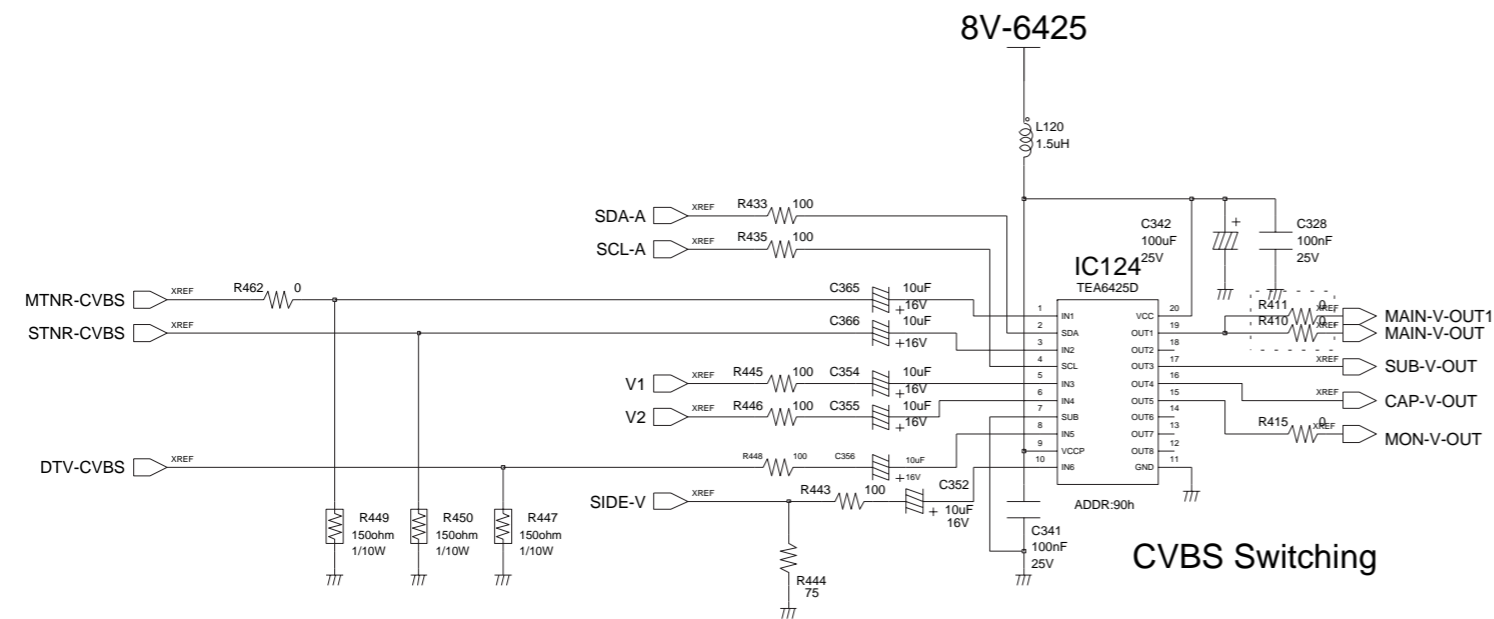 8V-6425
L120
1.5uH
SDA-A XREF R433 100
SCL-A XREF R435 100
C342
100uF
25V
C328
100nF
25V
IC124
TEA6425D
MTNR-CVBS XREF R462 0
C365 10uF
+16V
STNR-CVBS XREF
C366 10uF
+16V
V1 XREF R445 100 C354 10uF
+16V
V2 XREF R446 100 C355 10uF
+16V
DTV-CVBS XREF R448 100 C356 10uF
+16V
SIDE-V XREF R443 100 C352
+ 10uF
16V
1 IN1 VCC 20
2 SDA OUT1 19
3 IN2 OUT2 18
4 SCL OUT3 17
5 IN3 OUT4 16
6 IN4 OUT5 15
7 SUB OUT6 14
8 IN5 OUT7 13
9 VCCP OUT8 12
10 IN6 GND 11
ADDR:90h
R411 0 XREF MAIN-V-OUT1
R410 0 XREF MAIN-V-OUT
XREF SUB-V-OUT
XREF CAP-V-OUT
R415 0 XREF MON-V-OUT
R449
150ohm
1/10W
R450
150ohm
1/10W
R447
150ohm
1/10W
R444
75
C341
100nF
25V
CVBS Switching